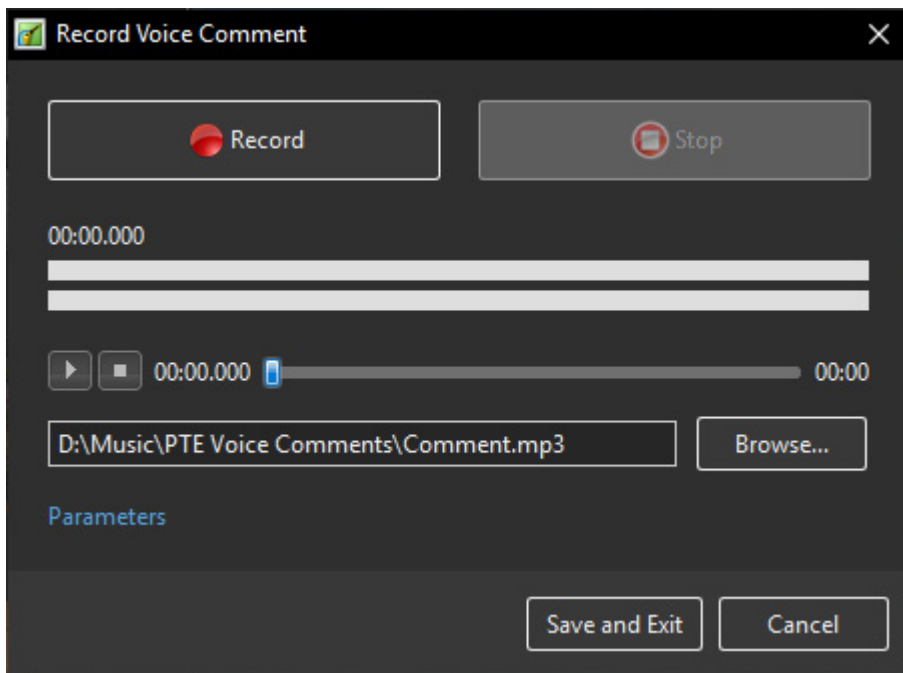 Record Voice Comment
Record
Stop
00:00.000
00:00.000
00:00
D:\Music\PTE Voice Comments\Comment.mp3
Browse...
Parameters
Save and Exit
Cancel